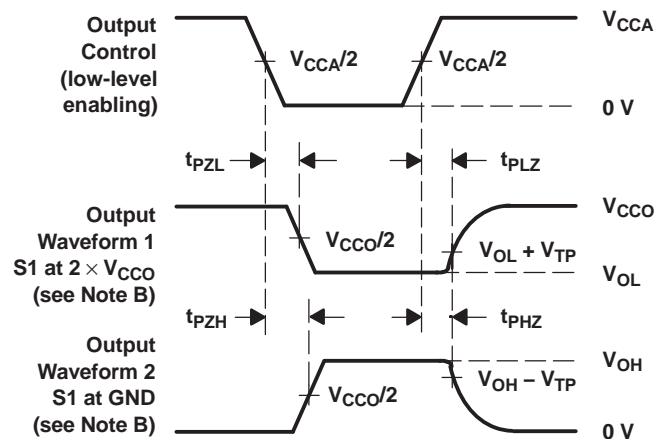 Output
Control
(low-level
enabling)
V_CCA/2
V_CCA/2
V_CCA
0 V
t_PZL
t_PLZ
Output
Waveform 1
S1 at 2 × V_CCO
(see Note B)
V_CCO/2
V_CCO
V_OL + V_TP
V_OL
t_PZH
t_PHZ
Output
Waveform 2
S1 at GND
(see Note B)
V_CCO/2
V_OH
V_OH − V_TP
0 V